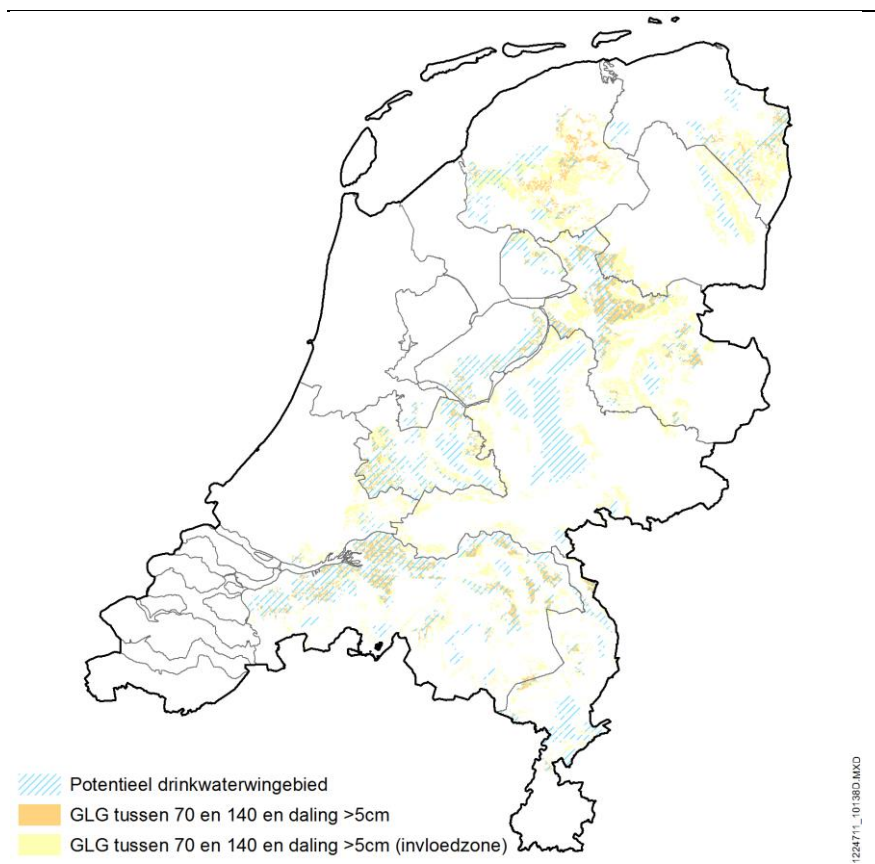 Potentieel drinkwaterwingebied
GLG tussen 70 en 140 en daling >5cm
GLG tussen 70 en 140 en daling >5cm (invloedzone)
1224711_10138D.MXD